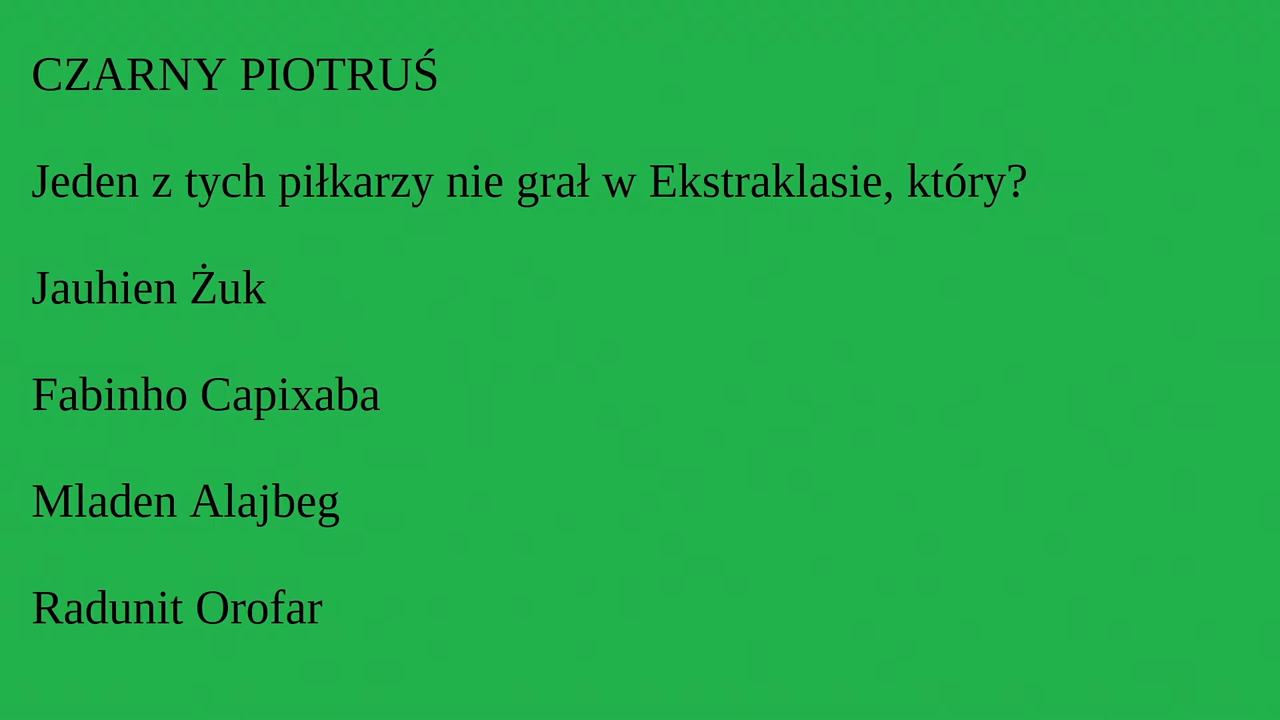 CZARNY PIOTRUŚ
Jeden z tych piłkarzy nie grał w Ekstraklasie, który?
Jauhien Żuk
Fabinho Capixaba
Mladen Alajbeg
Radunit Orofar